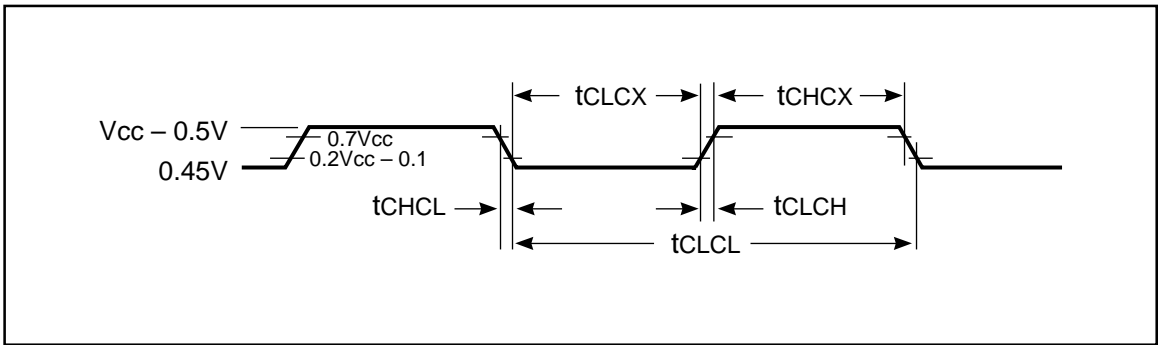 tCLCX
tCHCX
Vcc – 0.5V
0.7Vcc
0.2Vcc – 0.1
0.45V
tCHCL
tCLCH
tCLCL